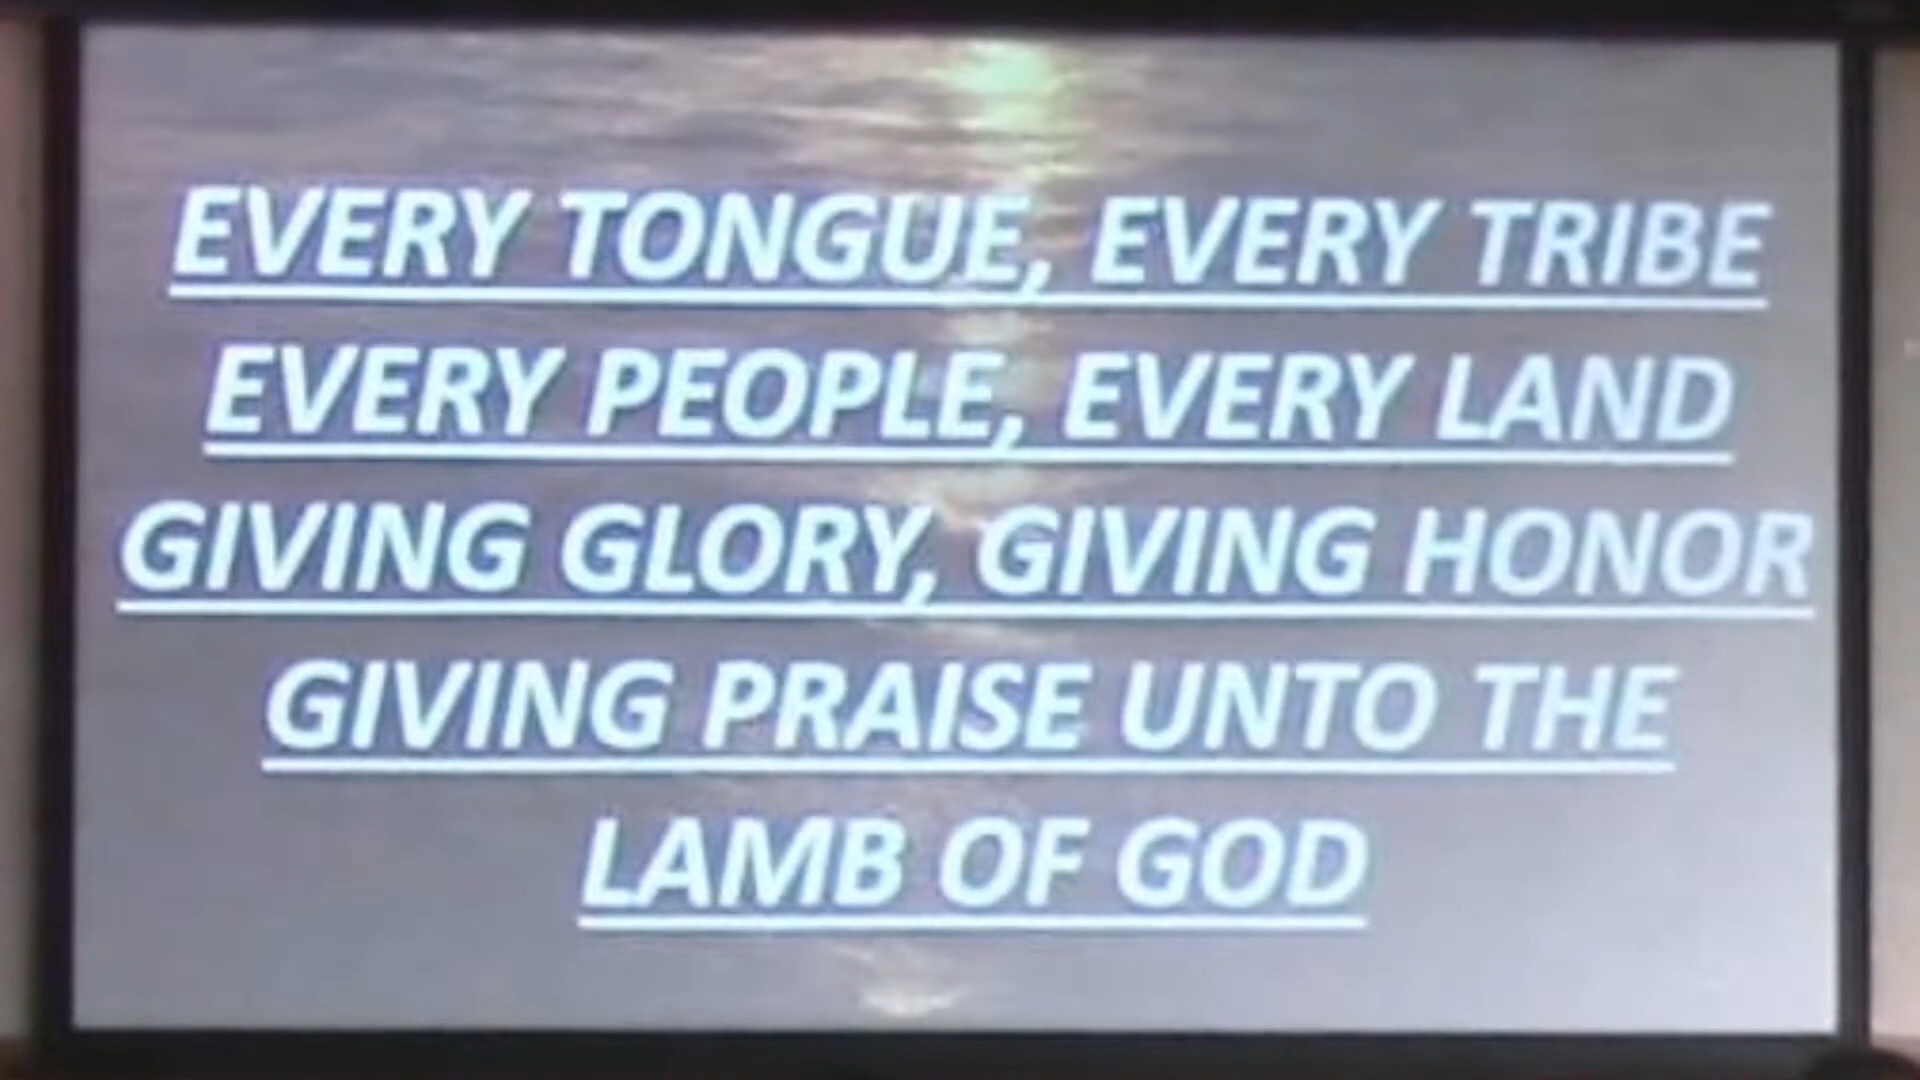 EVERY TONGUE, EVERY TRIBE
EVERY PEOPLE, EVERY LAND
GIVING GLORY, GIVING HONOR
GIVING PRAISE UNTO THE
LAMB OF GOD